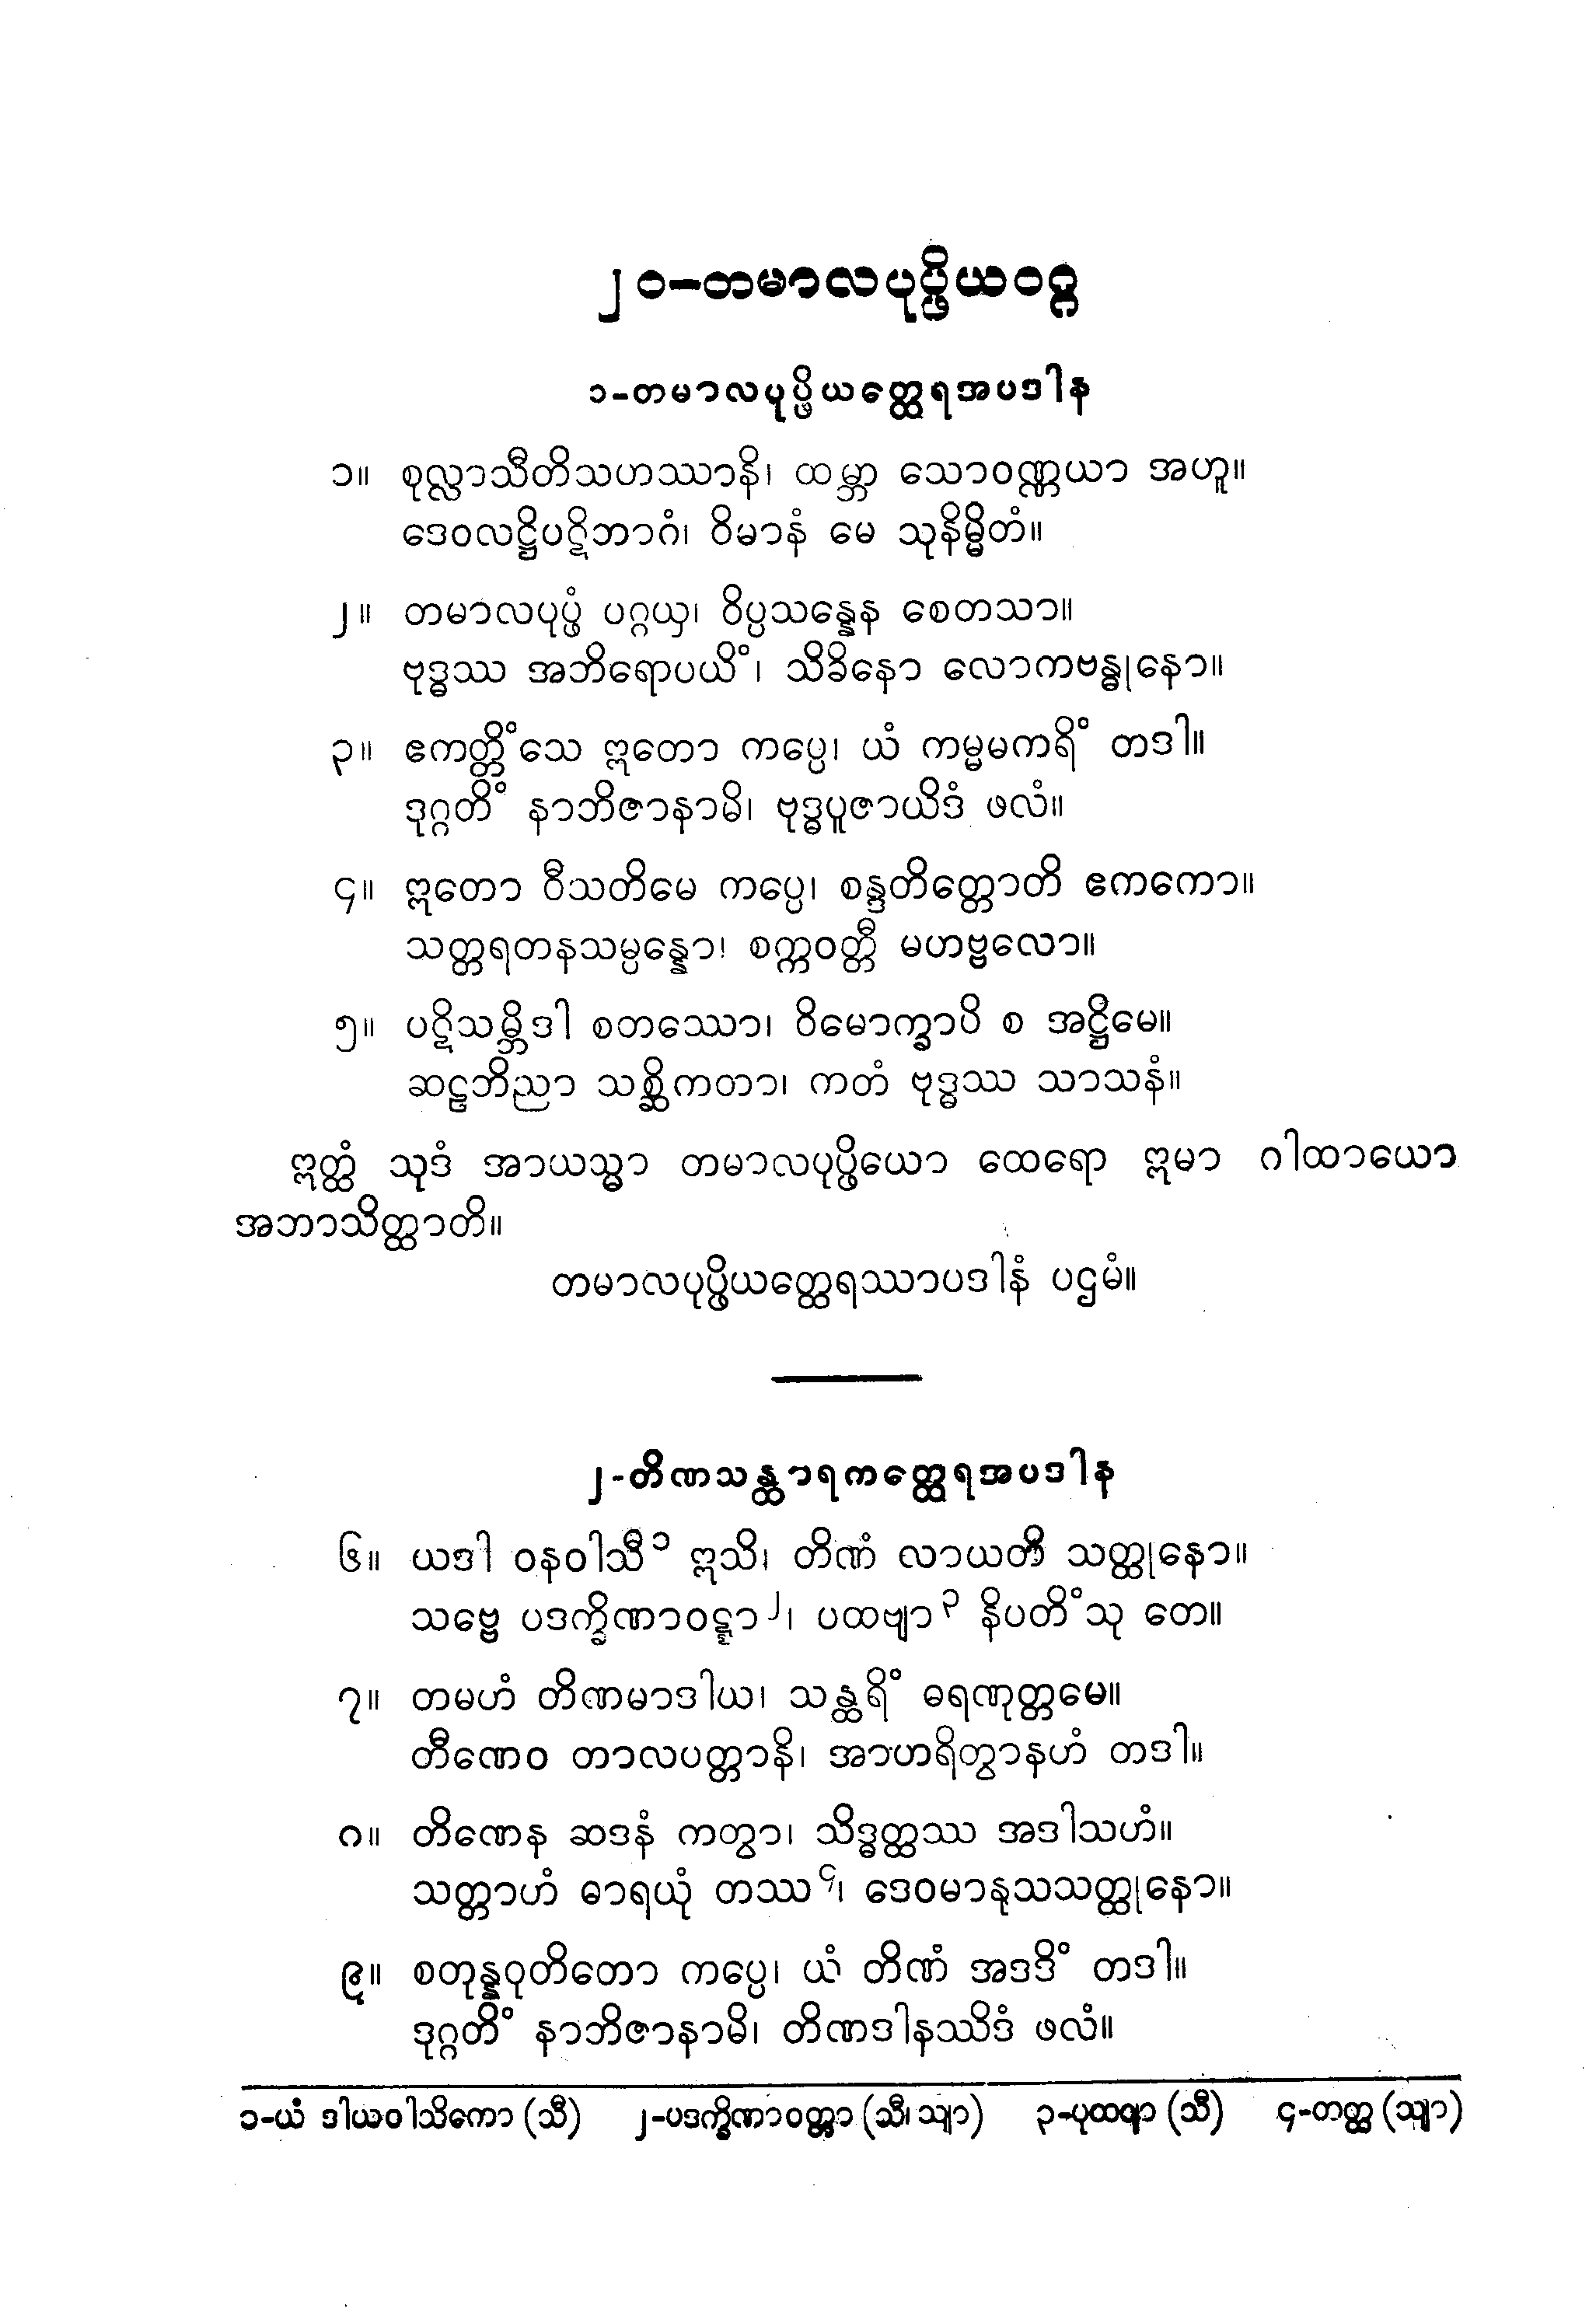 ၂၀-တမာလပုပ္ဖိယဝဂ္ဂ
၁-တမာလပုပ္ဖိယတ္ထေရအပဒါန
၁။ စုလ္လာသီတိသဟဿာနိ၊ ထမ္ဘာ သောဝဏ္ဏယာ အဟူ။
ဒေဝလဋ္ဌိပဋိဘာဂံ၊ ဝိမာနံ မေ သုနိမ္မိတံ။
၂။ တမာလပုပ္ဖံ ပဂ္ဂယှ၊ ဝိပ္ပသန္နေန စေတသာ။
ဗုဒ္ဓဿ အဘိရောပယိံ၊ သိခိနော လောကဗန္ဓုနော။
၃။ ဧကတ္တိံသေ ဣတော ကပ္ပေ၊ ယံ ကမ္မမကရိံ တဒါ။
ဒုဂ္ဂတိံ နာဘိဇာနာမိ၊ ဗုဒ္ဓပူဇာယိဒံ ဖလံ။
၄။ ဣတော ဝီသတိမေ ကပ္ပေ၊ စန္ဒတိတ္တောတိ ဧကကော။
သတ္တရတနသမ္ပန္နော၊ စက္ကဝတ္တီ မဟဗ္ဗလော။
၅။ ပဋိသမ္ဘိဒါ စတဿော၊ ဝိမောက္ခာပိ စ အဋ္ဌိမေ။
ဆဠဘိညာ သစ္ဆိကတာ၊ ကတံ ဗုဒ္ဓဿ သာသနံ။
ဣတ္ထံ သုဒံ အာယသ္မာ တမာလပုပ္ဖိယော ထေရော ဣမာ ဂါထာယော
အဘာသိတ္ထာတိ။
တမာလပုပ္ဖိယတ္ထေရဿာပဒါနံ ပဌမံ။
၂-တိဏသန္ထာရကတ္ထေရအပဒါန
၆။ ယဒါ ဝနဝါသီ၁ ဣသိ၊ တိဏံ လာယတိ သတ္ထုနော။
သဗ္ဗေ ပဒက္ခိဏာဝဋ္ဋာ၂၊ ပထဗျာ၃ နိပတိံသု တေ။
၇။ တမဟံ တိဏမာဒါယ၊ သန္ထရိံ ဓရဏုတ္တမေ။
တီဏေဝ တာလပတ္တာနိ၊ အာဟရိတွာနဟံ တဒါ။
၈။ တိဏေန ဆဒနံ ကတွာ၊ သိဒ္ဓတ္ထဿ အဒါသဟံ။
သတ္တာဟံ ဓာရယုံ တဿ၄၊ ဒေဝမာနုသသတ္ထုနော။
၉။ စတုန္နဝုတိတော ကပ္ပေ၊ ယံ တိဏံ အဒဒိံ တဒါ။
ဒုဂ္ဂတိံ နာဘိဇာနာမိ၊ တိဏဒါနဿိဒံ ဖလံ။
၁-ယံ ဒါယဝါသိကော (သီ) ၂-ပဒက္ခိဏာဝတ္တာ (သီ၊ သျာ) ၃-ပုထဗျာ (သီ) ၄-တတ္ထ (သျာ)